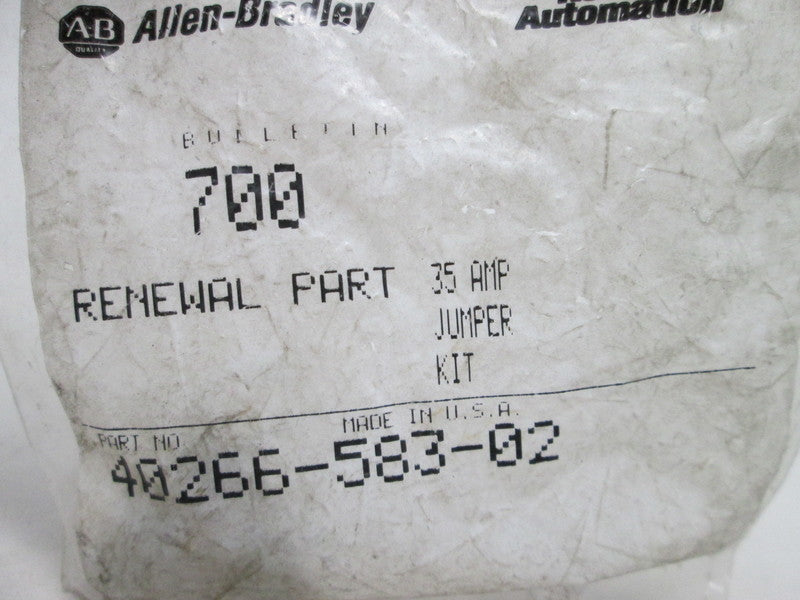 AB QUALITY Allen-Bradley
Automation
BULLETIN
700
RENEWAL PART 35 AMP
JUMPER
KIT
MADE IN U.S.A.
PART NO.
40266-583-02